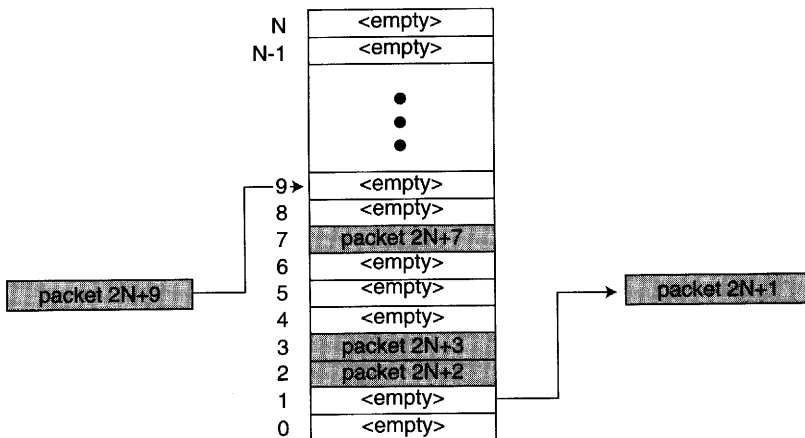 N <empty>
N-1 <empty>
9 <empty>
8 <empty>
7 packet 2N+7
6 <empty>
packet 2N+9 5 <empty> packet 2N+1
4 <empty>
3 packet 2N+3
2 packet 2N+2
1 <empty>
0 <empty>